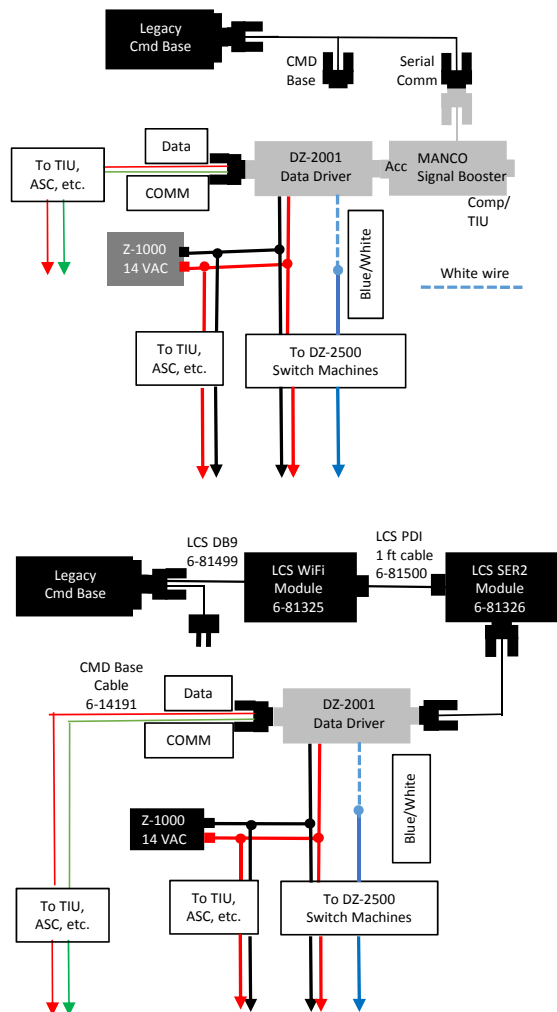 Legacy
Cmd Base
CMD
Base
Serial
Comm
Data
To TIU,
ASC, etc.
COMM
DZ-2001
Data Driver
Acc
MANCO
Signal Booster
Comp/
TIU
Z-1000
14 VAC
Blue/White
White wire
To TIU,
ASC, etc.
To DZ-2500
Switch Machines
LCS DB9
6-81499
LCS PDI
1 ft cable
6-81500
Legacy
Cmd Base
LCS WiFi
Module
6-81325
LCS SER2
Module
6-81326
CMD Base
Cable
6-14191
Data
COMM
DZ-2001
Data Driver
Blue/White
Z-1000
14 VAC
To TIU,
ASC, etc.
To TIU,
ASC, etc.
To DZ-2500
Switch Machines